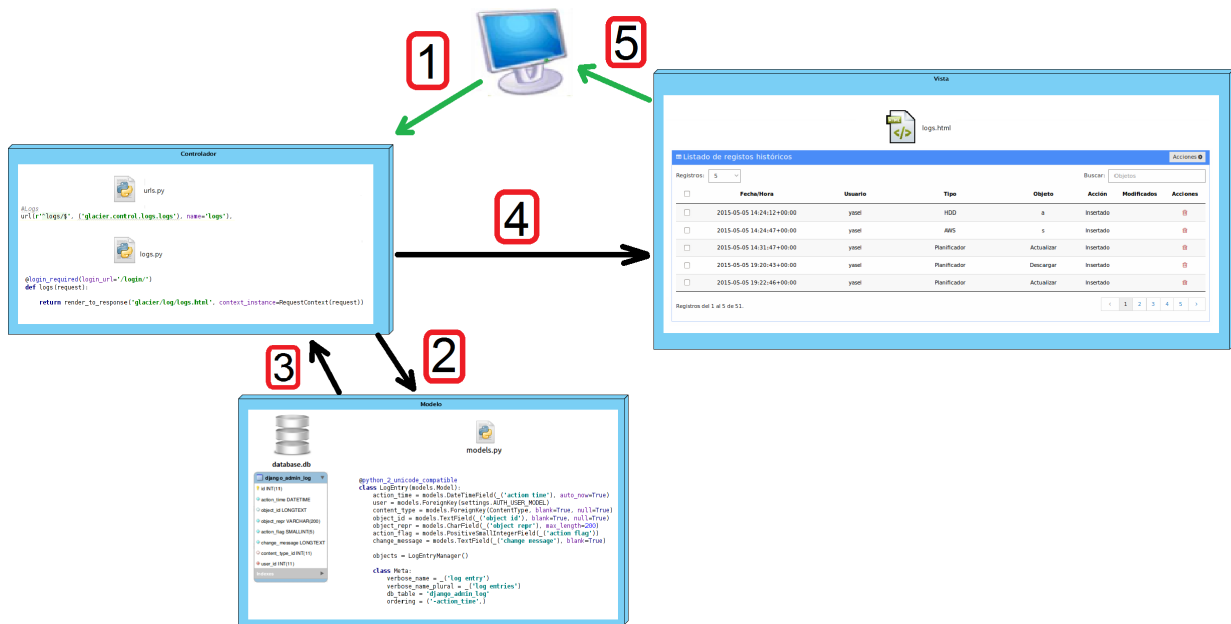 1
5
Vista
logs.html
Listado de registos históricos
Acciones
Registros: 5
Buscar: Objetos
Fecha/Hora Usuario Tipo Objeto Acción Modificados Acciones
2015-05-05 14:24:12+00:00 yasel HDD a Insertado
2015-05-05 14:24:47+00:00 yasel AWS s Insertado
2015-05-05 14:31:47+00:00 yasel Planificador Actualizar Insertado
2015-05-05 19:20:43+00:00 yasel Planificador Descargar Insertado
2015-05-05 19:22:46+00:00 yasel Planificador Actualizar Insertado
Registros del 1 al 5 de 51.
‹ 1 2 3 4 5 ›
Controlador
urls.py
#Logs
url(r'^logs/$', ('glacier.control.logs.logs'), name='logs'),
logs.py
@login_required(login_url='/login/')
def logs(request):
return render_to_response('glacier/log/logs.html', context_instance=RequestContext(request))
4
3
2
Modelo
database.db
django_admin_log
id INT(11)
action_time DATETIME
object_id LONGTEXT
object_repr VARCHAR(200)
action_flag SMALLINT(5)
change_message LONGTEXT
content_type_id INT(11)
user_id INT(11)
Indexes
models.py
@python_2_unicode_compatible
class LogEntry(models.Model):
action_time = models.DateTimeField(_('action time'), auto_now=True)
user = models.ForeignKey(settings.AUTH_USER_MODEL)
content_type = models.ForeignKey(ContentType, blank=True, null=True)
object_id = models.TextField(_('object id'), blank=True, null=True)
object_repr = models.CharField(_('object repr'), max_length=200)
action_flag = models.PositiveSmallIntegerField(_('action flag'))
change_message = models.TextField(_('change message'), blank=True)
objects = LogEntryManager()
class Meta:
verbose_name = _('log entry')
verbose_name_plural = _('log entries')
db_table = 'django_admin_log'
ordering = ('-action_time',)